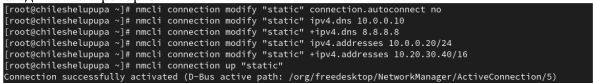 [root@chileshelupupa ~]# nmcli connection modify "static" connection.autoconnect no
[root@chileshelupupa ~]# nmcli connection modify "static" ipv4.dns 10.0.0.10
[root@chileshelupupa ~]# nmcli connection modify "static" +ipv4.dns 8.8.8.8
[root@chileshelupupa ~]# nmcli connection modify "static" ipv4.addresses 10.0.0.20/24
[root@chileshelupupa ~]# nmcli connection modify "static" +ipv4.addresses 10.20.30.40/16
[root@chileshelupupa ~]# nmcli connection up "static"
Connection successfully activated (D-Bus active path: /org/freedesktop/NetworkManager/ActiveConnection/5)